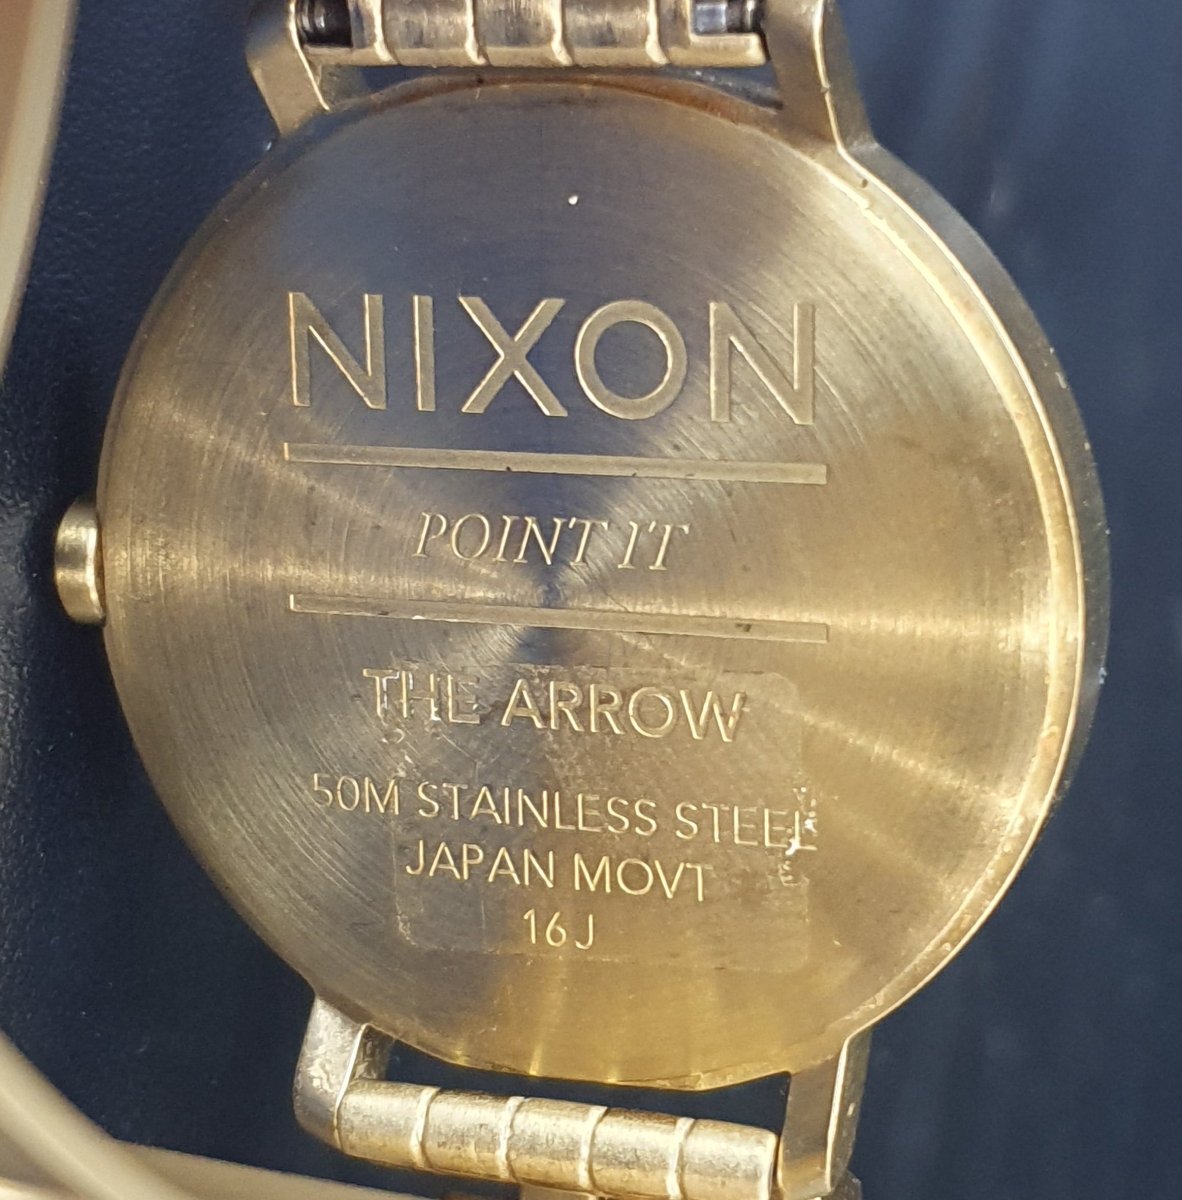 NIXON
POINT IT
THE ARROW
50M STAINLESS STEEL
JAPAN MOVT
16J